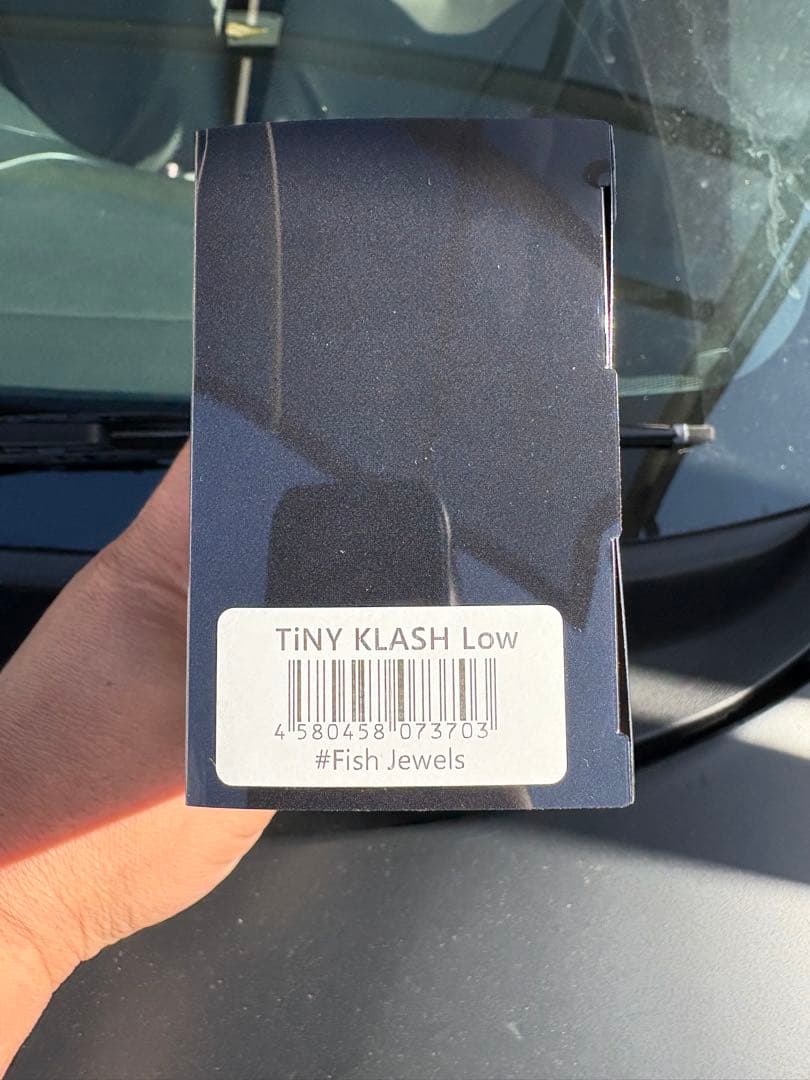 TiNY KLASH Low
4 580458 073703
#Fish Jewels